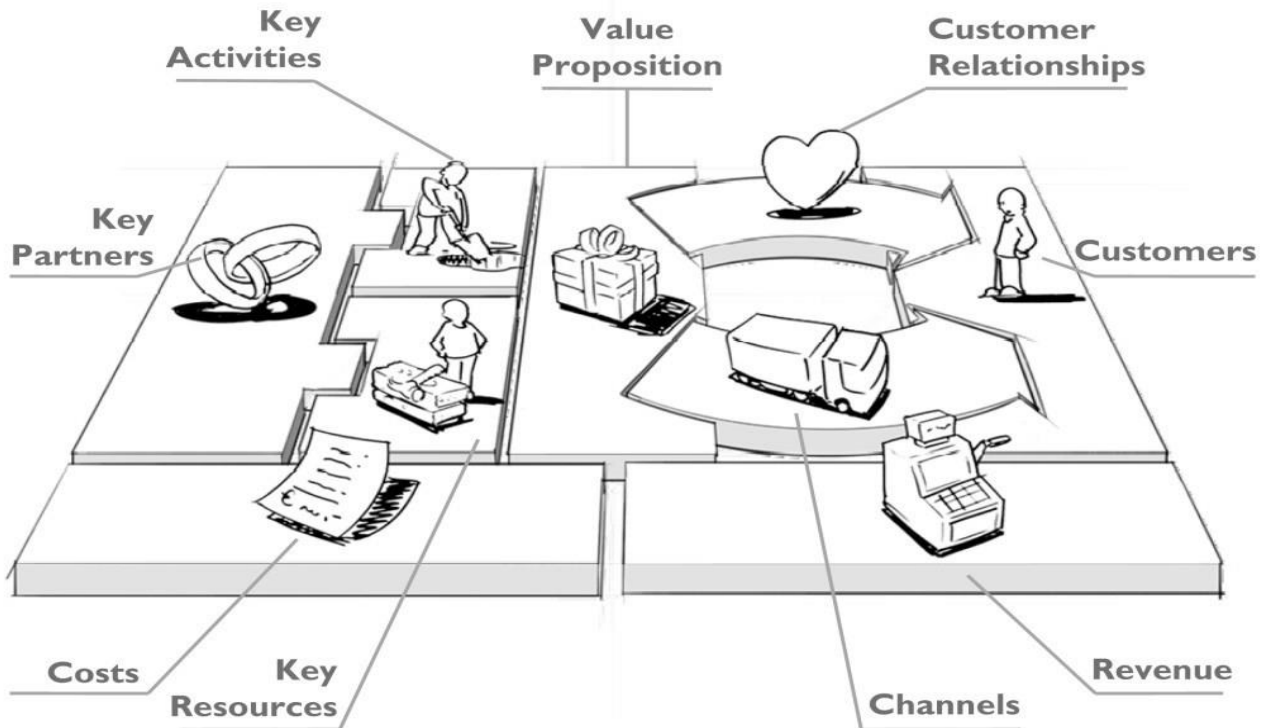 Key
Activities
Value
Proposition
Customer
Relationships
Key
Partners
Customers
€
Costs
Key
Resources
Channels
Revenue